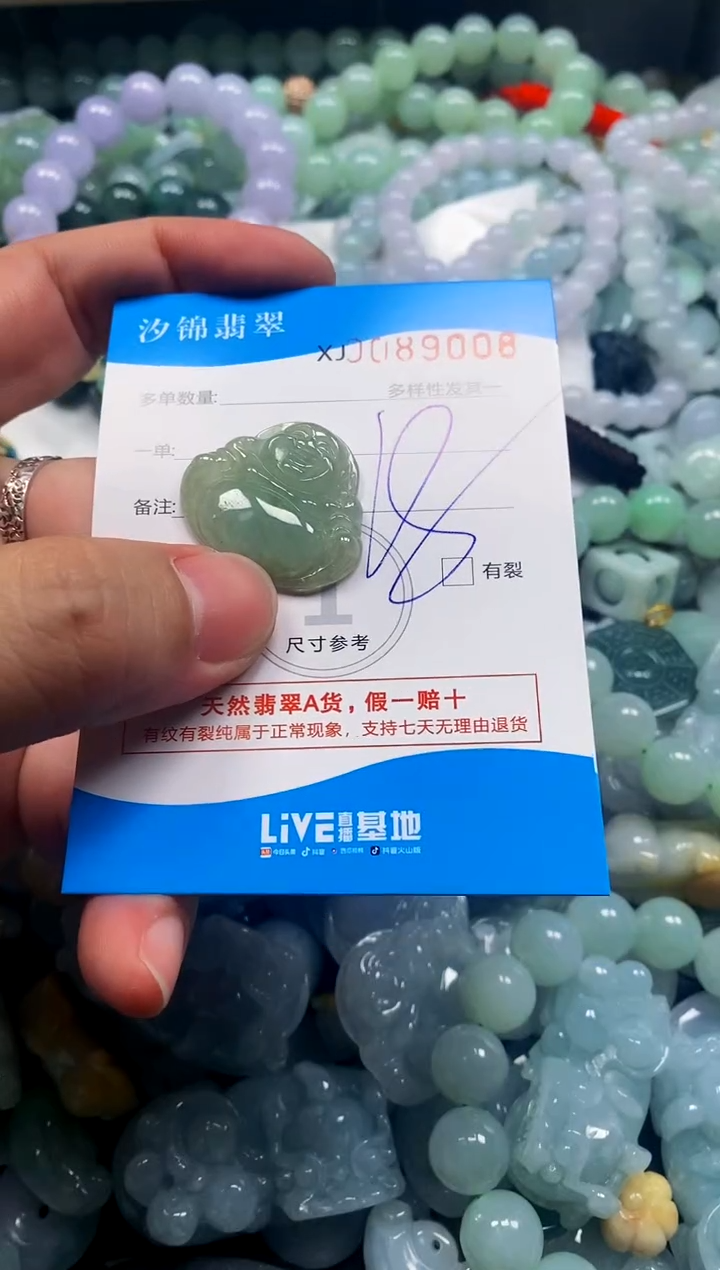 汐锦翡翠
XJ00189008
多单数量:
多样性发其一
一单:
备注:
有裂
1
尺寸参考
天然翡翠A货，假一赔十
有纹有裂纯属于正常现象，支持七天无理由退货
LiVE直播基地
今日头条 抖音 西瓜视频 抖音火山版